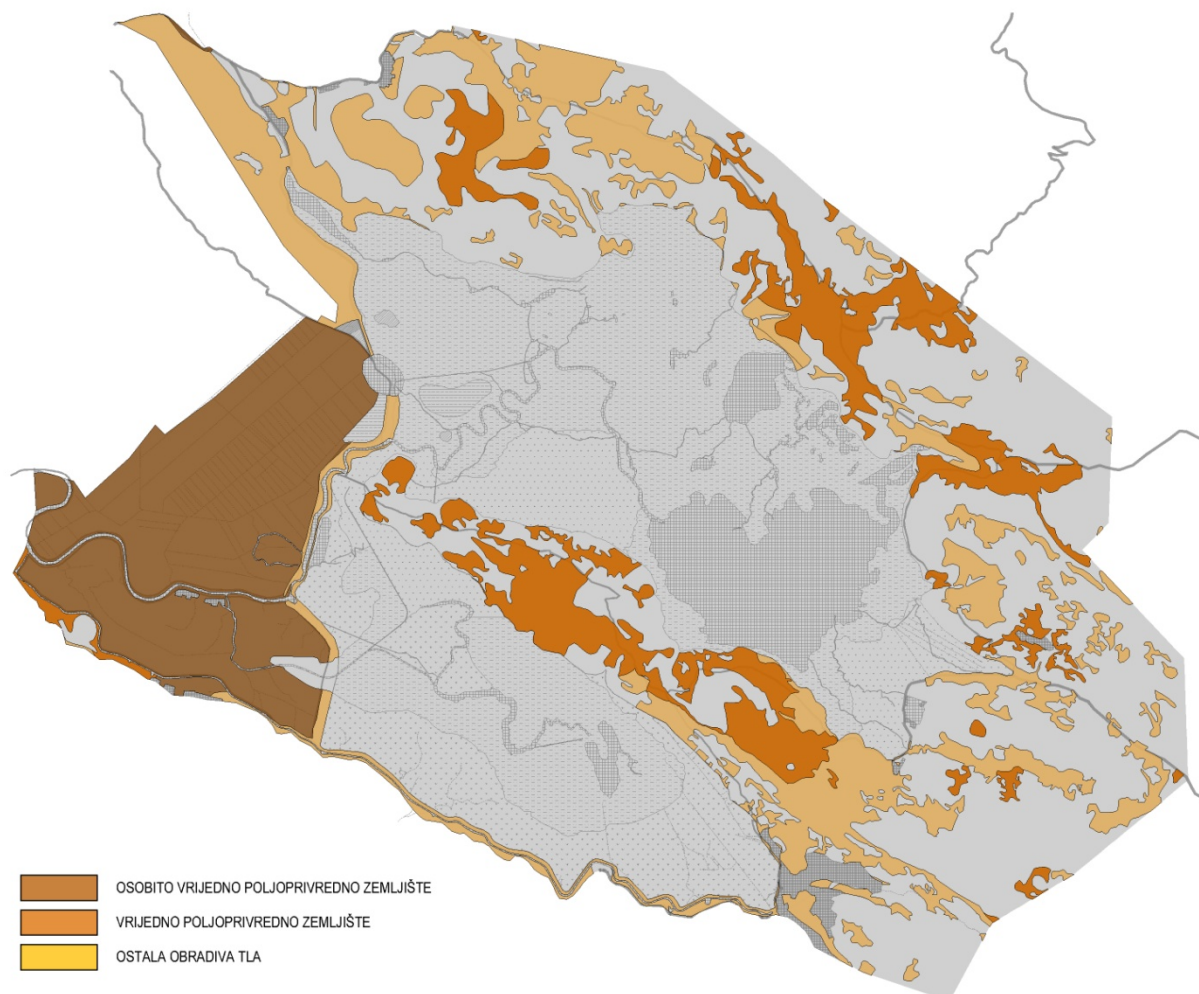 OSOBITO VRIJEDNO POLJOPRIVREDNO ZEMLJIŠTE
VRIJEDNO POLJOPRIVREDNO ZEMLJIŠTE
OSTALA OBRADIVA TLA